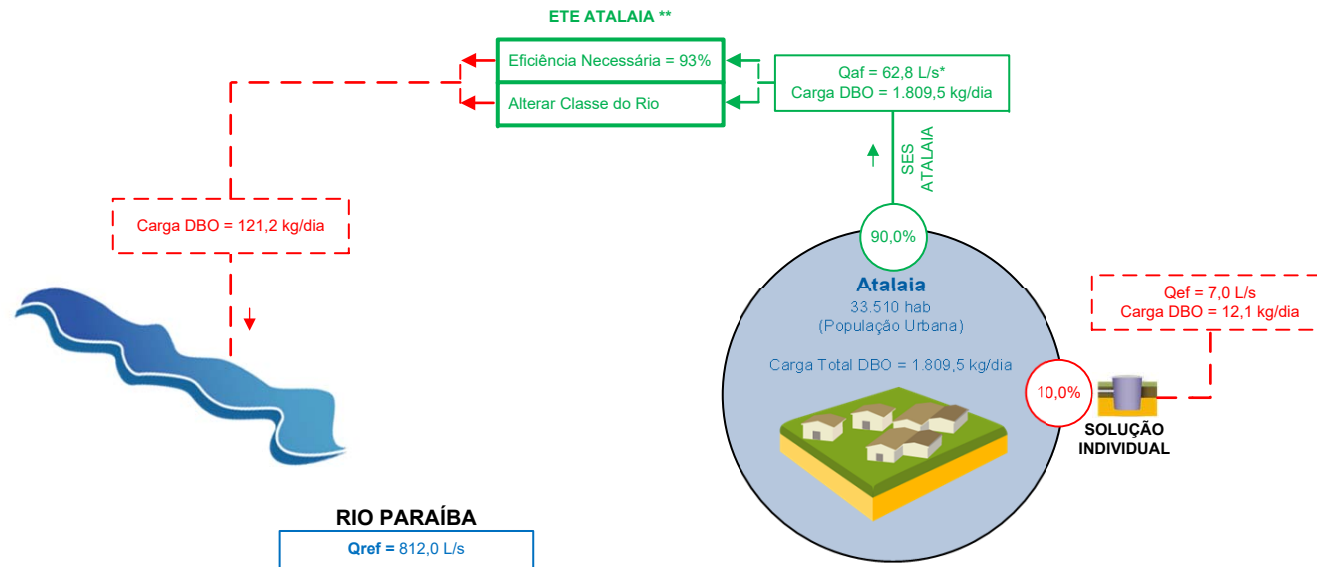 ETE ATALAIA **
Eficiência Necessária = 93%
Alterar Classe do Rio
Qaf = 62,8 L/s*
Carga DBO = 1.809,5 kg/dia
SES
ATALAIA
Carga DBO = 121,2 kg/dia
90,0%
Atalaia
33.510 hab
(População Urbana)
Carga Total DBO = 1.809,5 kg/dia
Qef = 7,0 L/s
Carga DBO = 12,1 kg/dia
10,0%
SOLUÇÃO
INDIVIDUAL
RIO PARAÍBA
Qref = 812,0 L/s